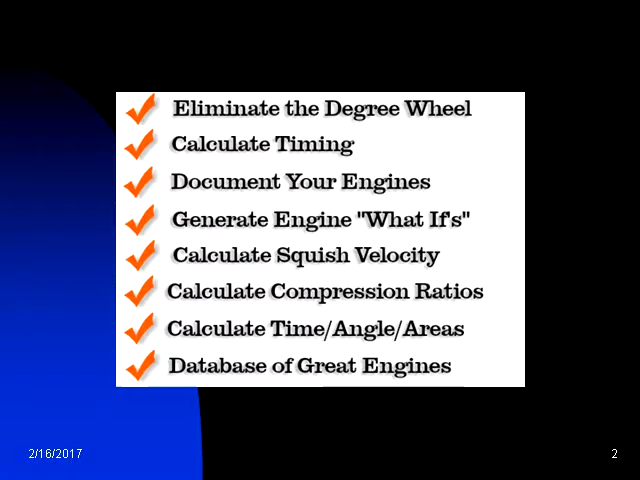 Eliminate the Degree Wheel
Calculate Timing
Document Your Engines
Generate Engine "What If's"
Calculate Squish Velocity
Calculate Compression Ratios
Calculate Time/Angle/Areas
Database of Great Engines
2/16/2017
2